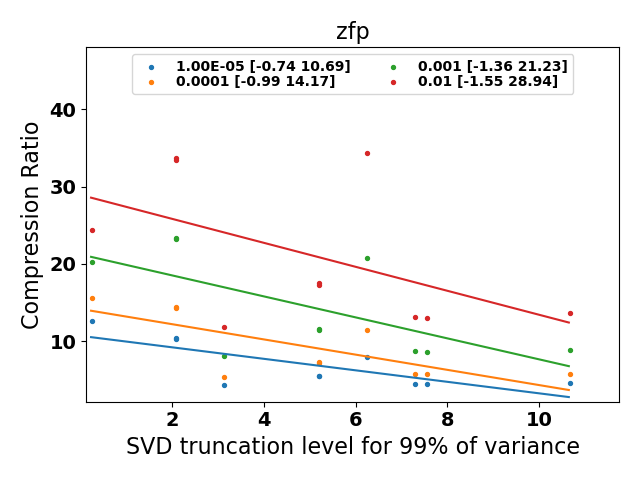 zfp
1.00E-05 [-0.74 10.69]
0.0001 [-0.99 14.17]
0.001 [-1.36 21.23]
0.01 [-1.55 28.94]
Compression Ratio
40
30
20
10
2 4 6 8 10
SVD truncation level for 99% of variance